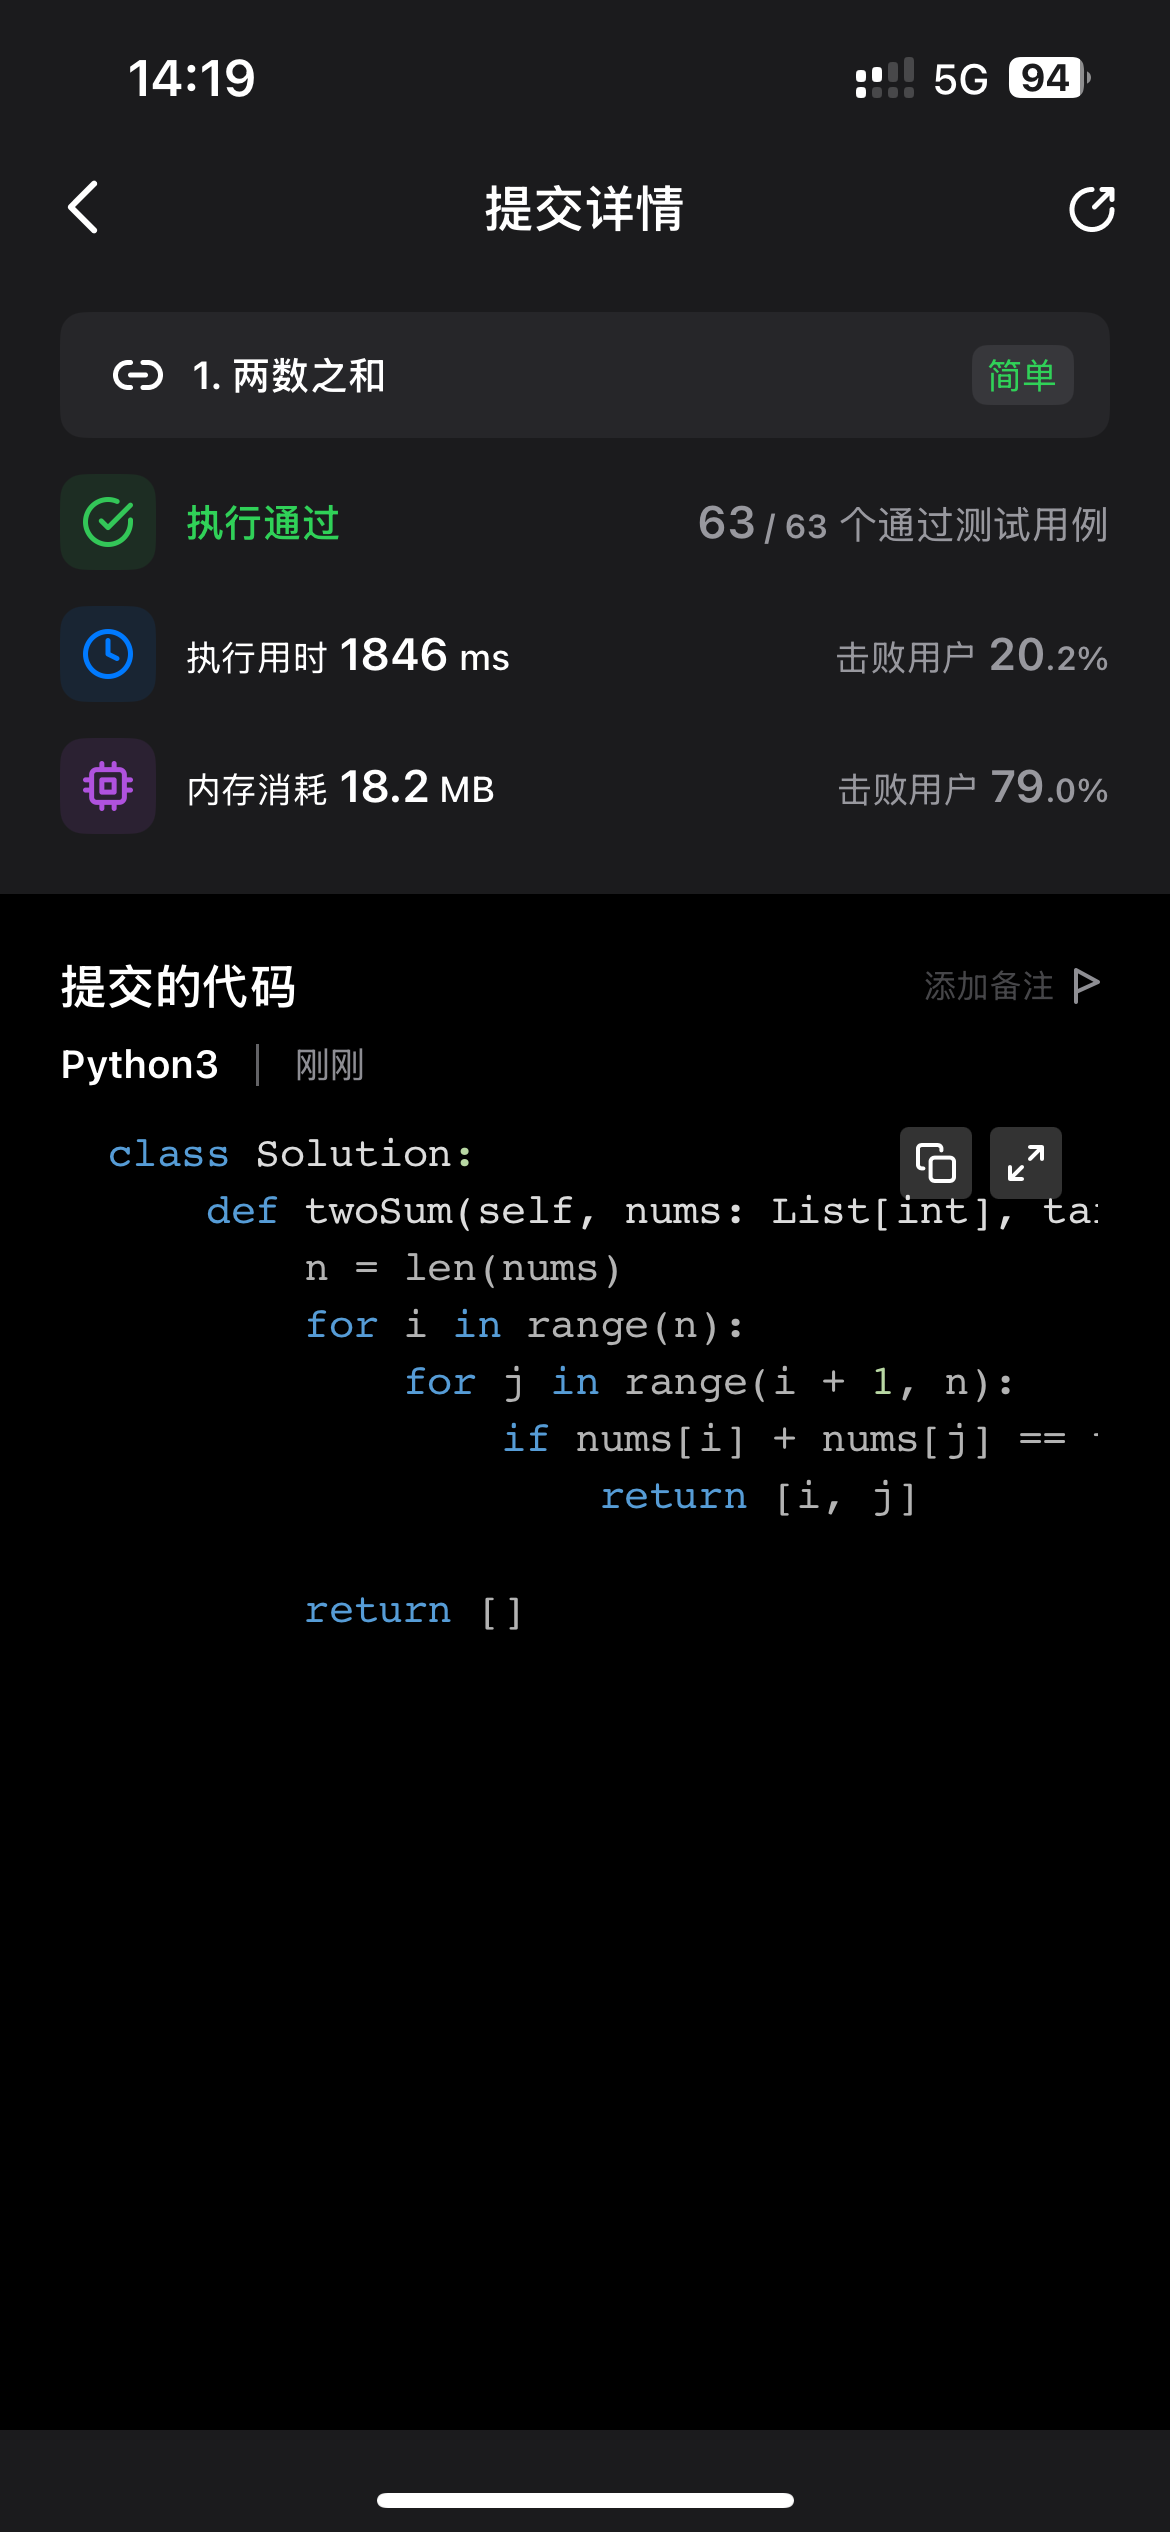 14:19 5G 94
提交详情
1. 两数之和 简单
执行通过 63 / 63 个通过测试用例
执行用时 1846 ms 击败用户 20.2%
内存消耗 18.2 MB 击败用户 79.0%
提交的代码 添加备注
Python3 | 刚刚
class Solution:
    def twoSum(self, nums: List[int], tar
        n = len(nums)
        for i in range(n):
            for j in range(i + 1, n):
                if nums[i] + nums[j] ==
                    return [i, j]
        return []